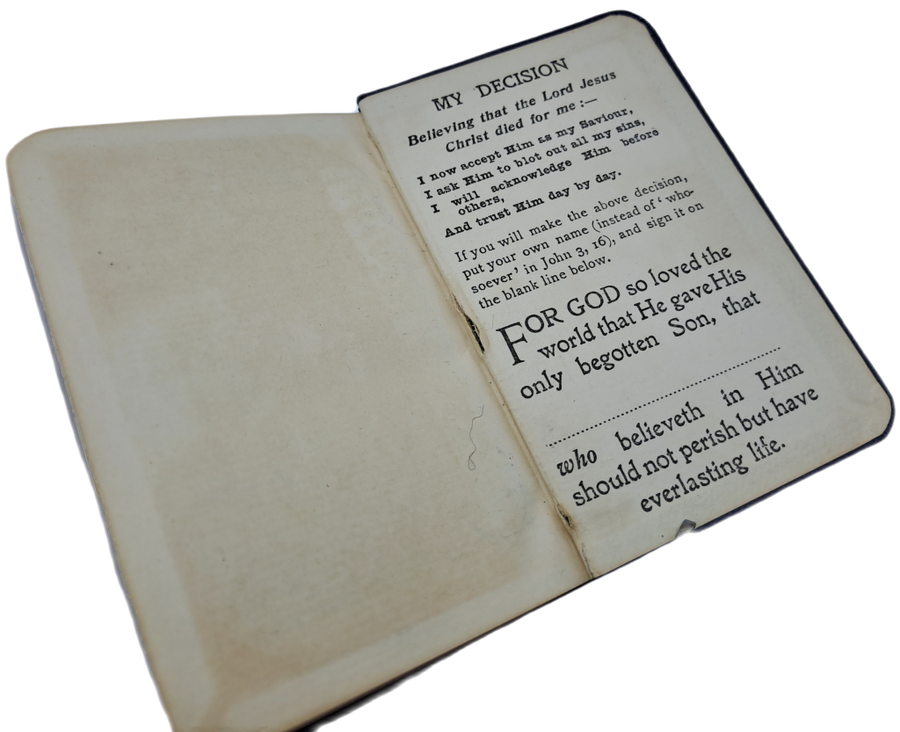 MY DECISION
Believing that the Lord Jesus
Christ died for me :—
I now accept Him as my Saviour,
I ask Him to blot out all my sins,
I will acknowledge Him before
others,
And trust Him day by day.
If you will make the above decision,
put your own name (instead of ‘ who-
soever’ in John 3, 16), and sign it on
the blank line below.
FOR GOD so loved the
world that He gave His
only begotten Son, that
who believeth in Him
should not perish but have
everlasting life.